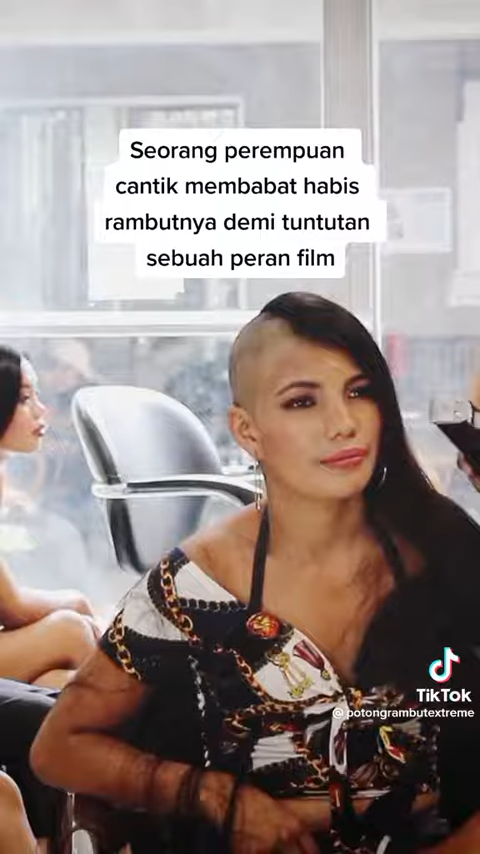 Seorang perempuan
cantik membabat habis
rambutnya demi tuntutan
sebuah peran film
TikTok
@potongrambutextreme